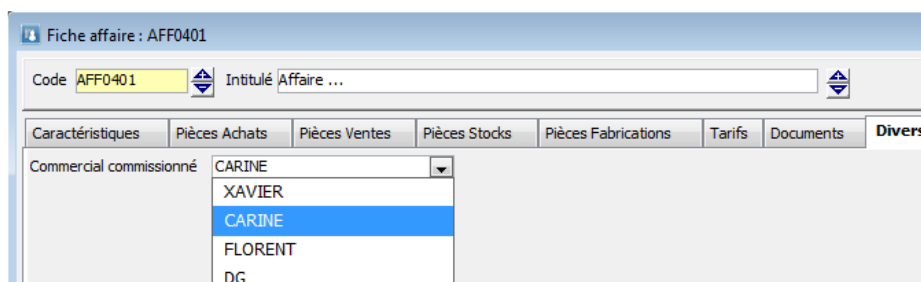 Fiche affaire : AFF0401
Code AFF0401 Intitulé Affaire ...
Caractéristiques Pièces Achats Pièces Ventes Pièces Stocks Pièces Fabrications Tarifs Documents Divers
Commercial commissionné CARINE
XAVIER
CARINE
FLORENT
DG